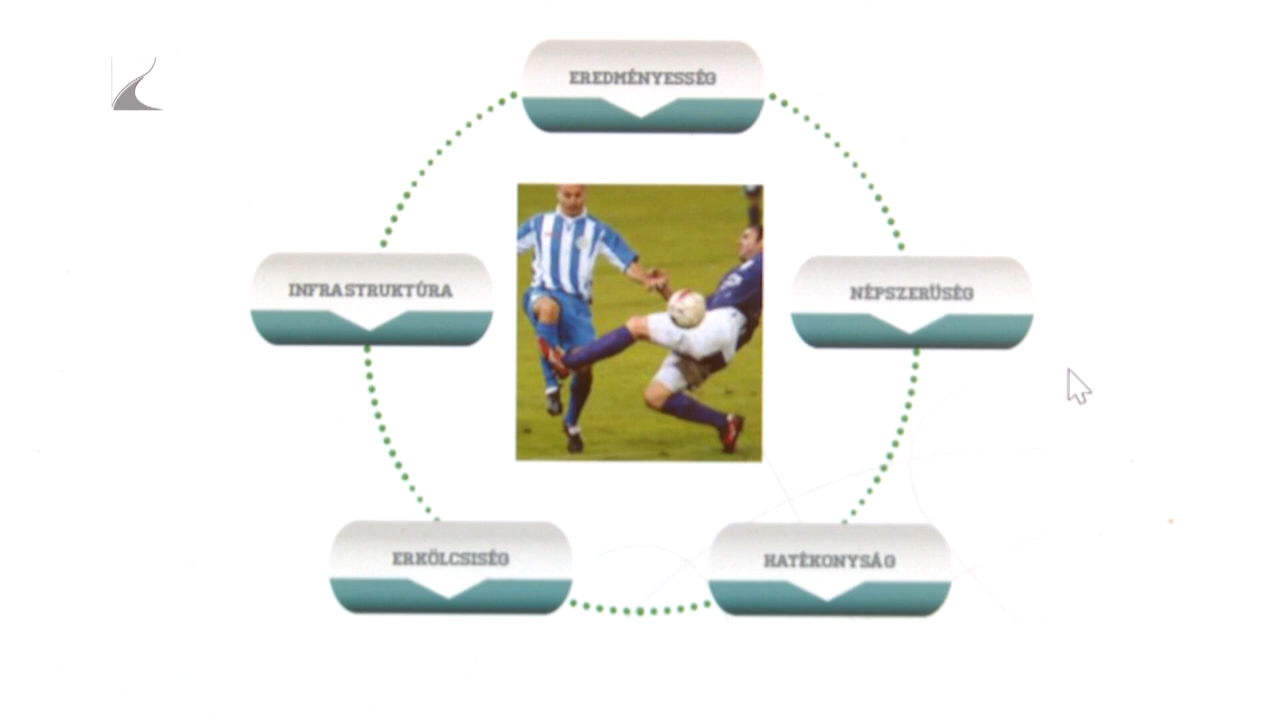 EREDMÉNYESSÉG
INFRASTRUKTÚRA
NÉPSZERŰSÉG
ERKÖLCSISÉG
HATÉKONYSÁG